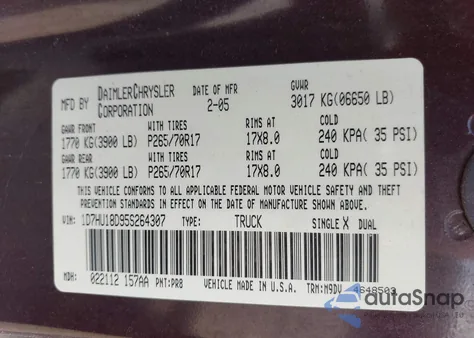 MFD BY DAIMLERCHRYSLER CORPORATION DATE OF MFR 2-05 GVWR 3017 KG(06650 LB)
GAWR FRONT WITH TIRES RIMS AT COLD
1770 KG(3900 LB) P265/70R17 17X8.0 240 KPA( 35 PSI)
GAWR REAR WITH TIRES RIMS AT COLD
1770 KG(3900 LB) P265/70R17 17X8.0 240 KPA( 35 PSI)
THIS VEHICLE CONFORMS TO ALL APPLICABLE FEDERAL MOTOR VEHICLE SAFETY AND THEFT
PREVENTION STANDARDS IN EFFECT ON THE DATE OF MANUFACTURE SHOWN ABOVE.
VIN: 1D7HU18D95S264307 TYPE: TRUCK SINGLE X DUAL
MDH: 022112 157AA PNT:PR8 VEHICLE MADE IN U.S.A. TRM:M9DV 4648503
autoSnap